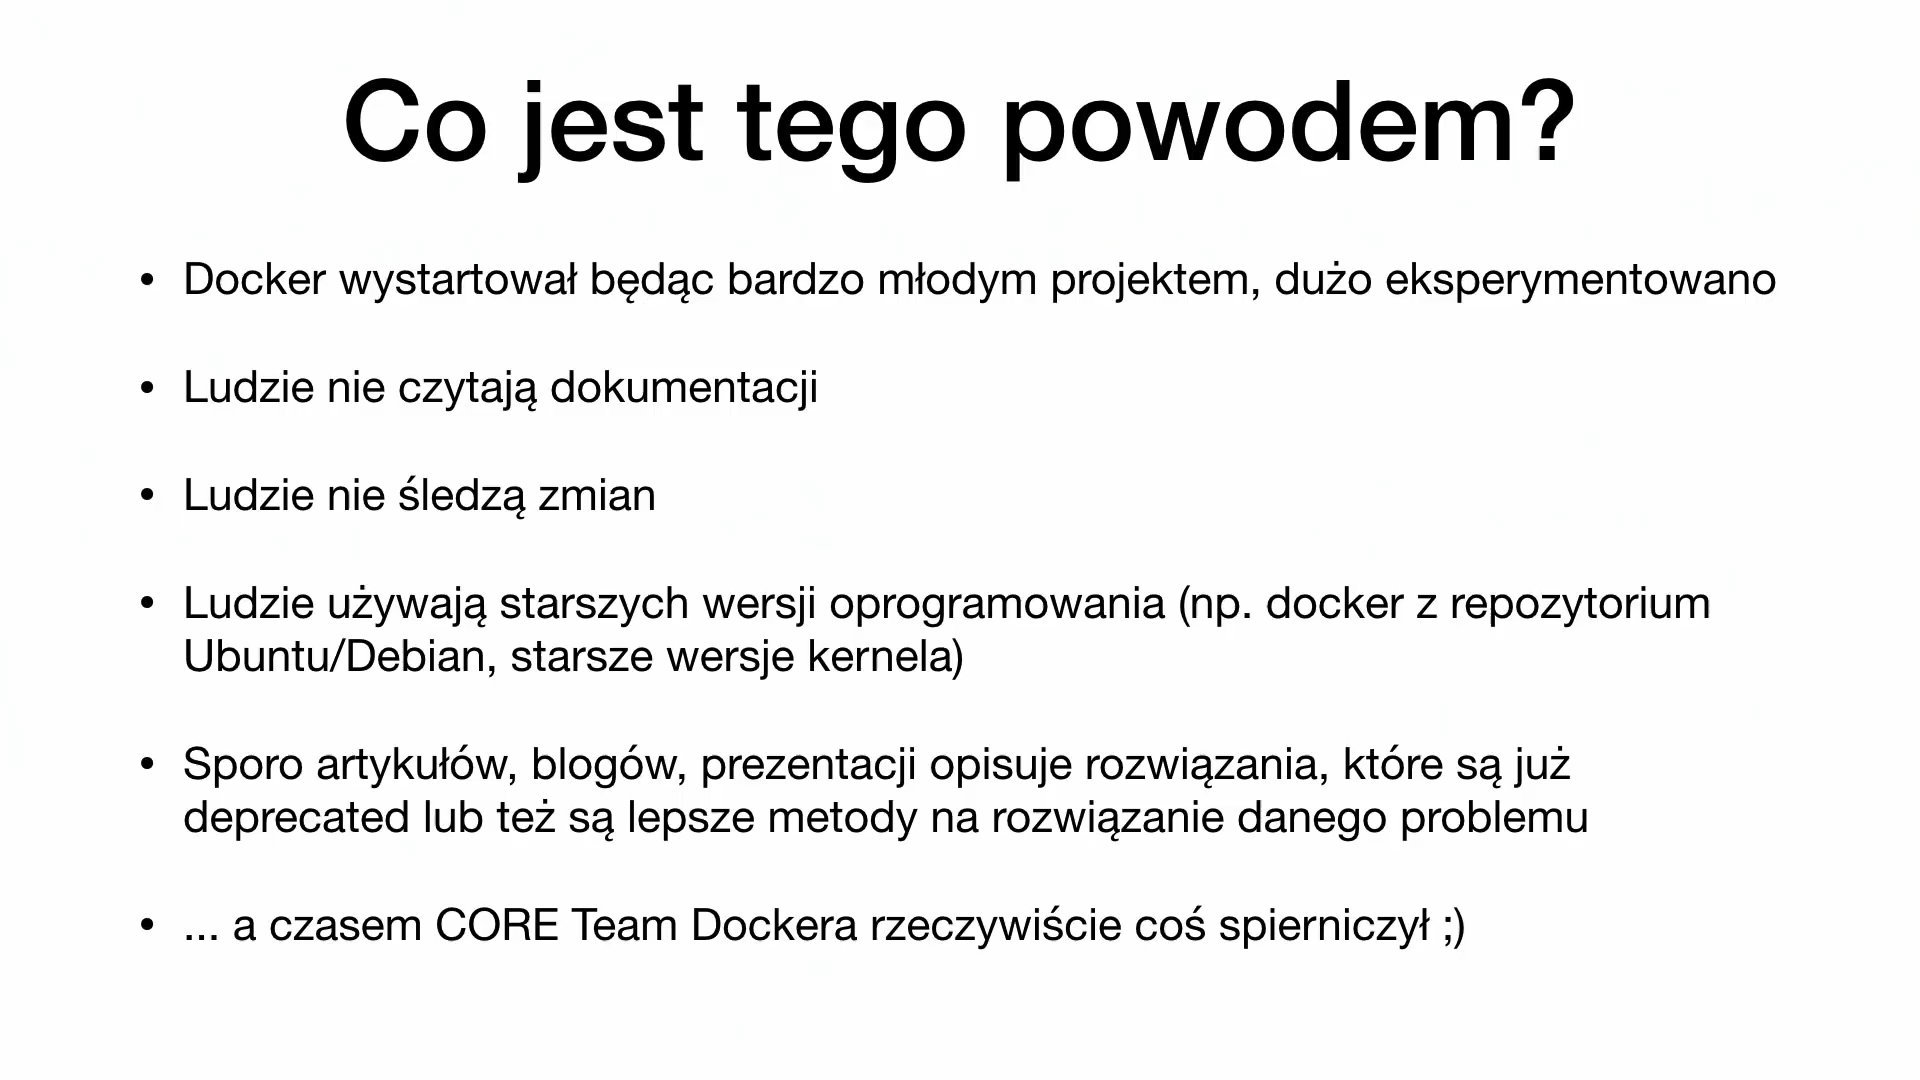 Co jest tego powodem?
• Docker wystartował będąc bardzo młodym projektem, dużo eksperymentowano
• Ludzie nie czytają dokumentacji
• Ludzie nie śledzą zmian
• Ludzie używają starszych wersji oprogramowania (np. docker z repozytorium
Ubuntu/Debian, starsze wersje kernela)
• Sporo artykułów, blogów, prezentacji opisuje rozwiązania, które są już
deprecated lub też są lepsze metody na rozwiązanie danego problemu
• ... a czasem CORE Team Dockera rzeczywiście coś spierniczył ;)